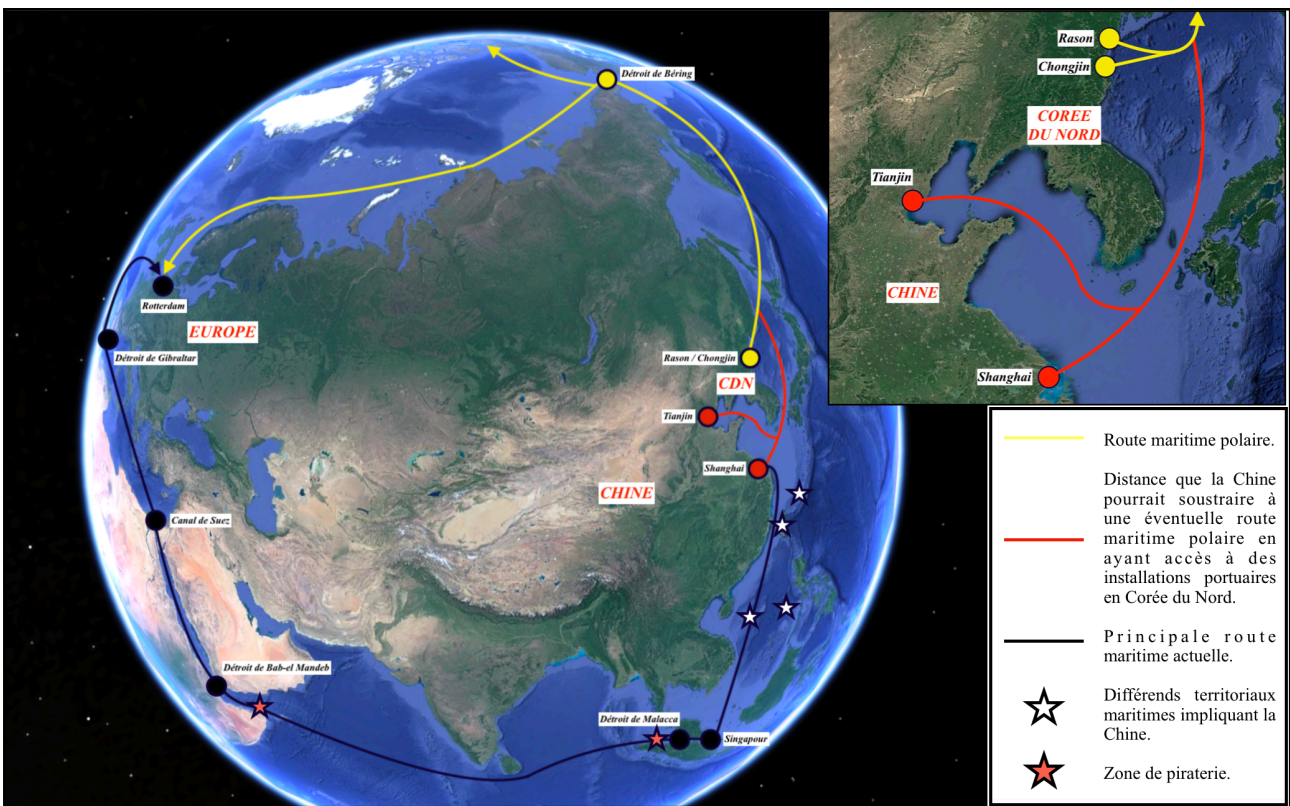 Détroit de Béring
Rotterdam
EUROPE
Détroit de Gibraltar
Rason / Chongjin
CDN
Tianjin
Shanghai
CHINE
Canal de Suez
Détroit de Bab-el Mandeb
Détroit de Malacca
Singapour
Rason
Chongjin
COREE
DU NORD
Tianjin
CHINE
Shanghai
Route maritime polaire.
Distance que la Chine
pourrait soustraire à
une éventuelle route
maritime polaire en
ayant accès à des
installations portuaires
en Corée du Nord.
Principale route
maritime actuelle.
Différends territoriaux
maritimes impliquant la
Chine.
Zone de piraterie.